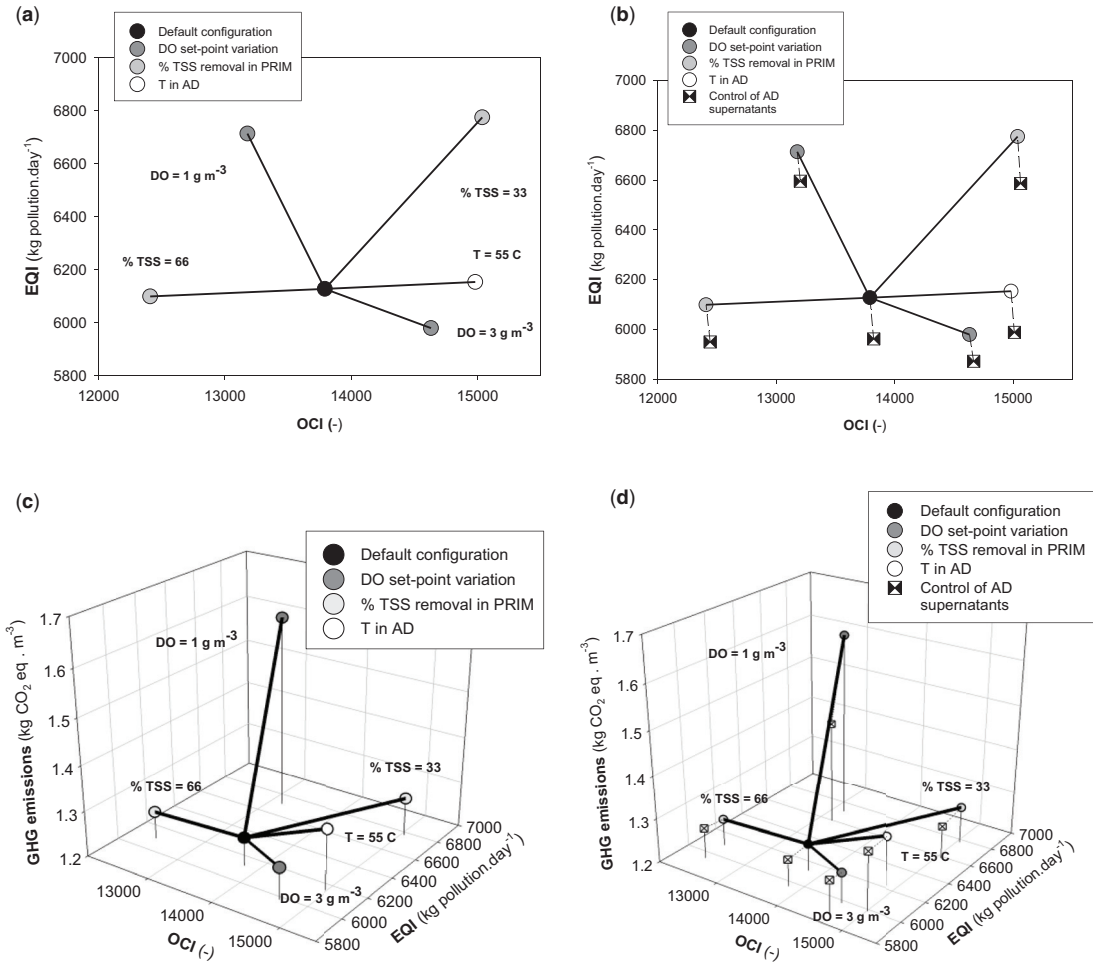 (a)
Default configuration
DO set-point variation
% TSS removal in PRIM
T in AD
7000
6800
6600
6400
6200
6000
5800
EQI (kg pollution.day-1)
DO = 1 g m-3
% TSS = 33
% TSS = 66
T = 55 C
DO = 3 g m-3
12000 13000 14000 15000
OCI (-)
(b)
Default configuration
DO set-point variation
% TSS removal in PRIM
T in AD
Control of AD
supernatants
7000
6800
6600
6400
6200
6000
5800
EQI (kg pollution.day-1)
12000 13000 14000 15000
OCI (-)
(c)
Default configuration
DO set-point variation
% TSS removal in PRIM
T in AD
1.7
1.6
1.5
1.4
1.3
1.2
GHG emissions (kg CO2 eq . m-3)
DO = 1 g m-3
% TSS = 66
% TSS = 33
T = 55 C
DO = 3 g m-3
13000
14000
15000
OCI (-)
7000
6800
6600
6400
6200
6000
5800
EQI (kg pollution.day-1)
(d)
Default configuration
DO set-point variation
% TSS removal in PRIM
T in AD
Control of AD
supernatants
1.7
1.6
1.5
1.4
1.3
1.2
GHG emissions (kg CO2 eq . m-3)
DO = 1 g m-3
% TSS = 66
% TSS = 33
T = 55 C
DO = 3 g m-3
13000
14000
15000
OCI (-)
7000
6800
6600
6400
6200
6000
5800
EQI (kg pollution.day-1)